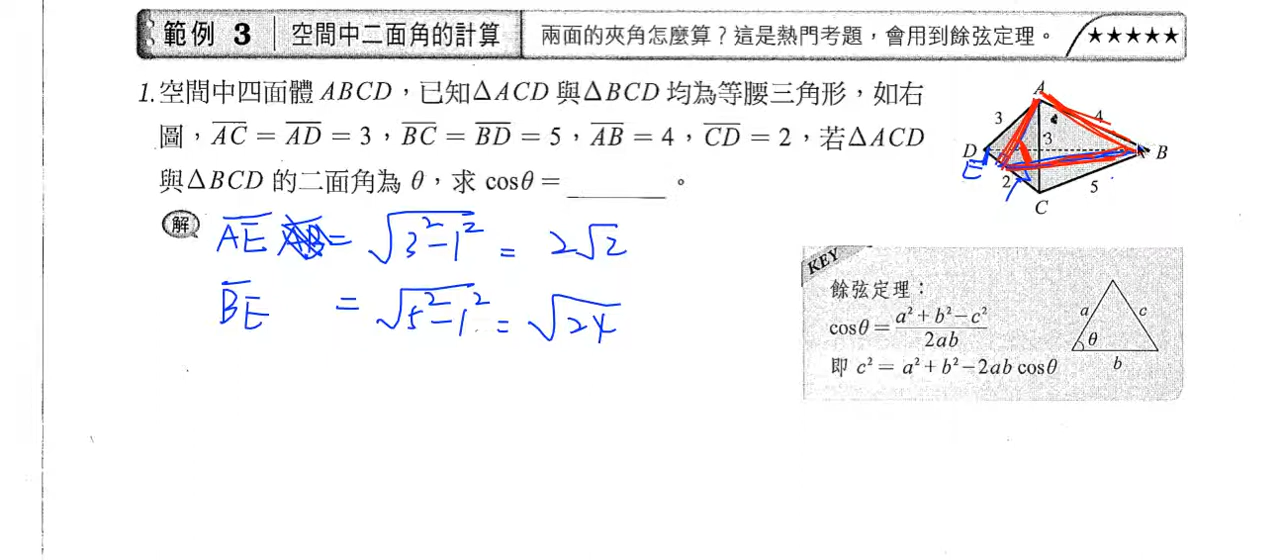 範例 3 空間中二面角的計算 兩面的夾角怎麼算？這是熱門考題，會用到餘弦定理。 ★★★★★
1.空間中四面體 ABCD，已知△ACD 與△BCD 均為等腰三角形，如右
圖，AC = AD = 3，BC = BD = 5，AB = 4，CD = 2，若△ACD
與△BCD 的二面角為 θ，求 cosθ = ______ 。
A
3
4
3
D
B
E
2
1
5
C
解
AE = √(3²-1²) = 2√2
BE = √(5²-1²) = √24
KEY
餘弦定理：
cosθ = (a² + b² - c²)/(2ab)
即 c² = a² + b² - 2ab cosθ
a
c
θ
b